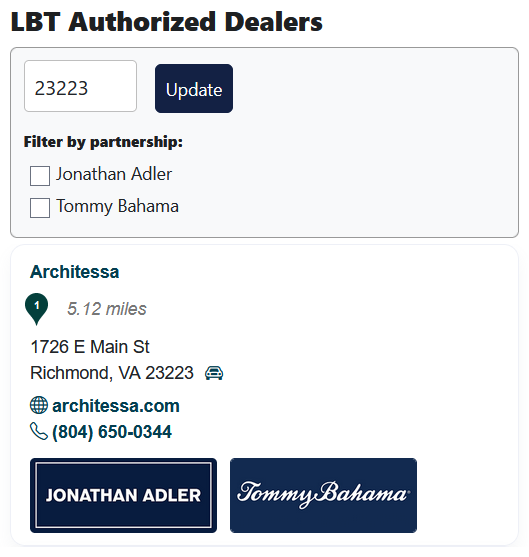 LBT Authorized Dealers
23223
Update
Filter by partnership:
Jonathan Adler
Tommy Bahama
Architessa
1
5.12 miles
1726 E Main St
Richmond, VA 23223
architessa.com
(804) 650-0344
JONATHAN ADLER
Tommy Bahama